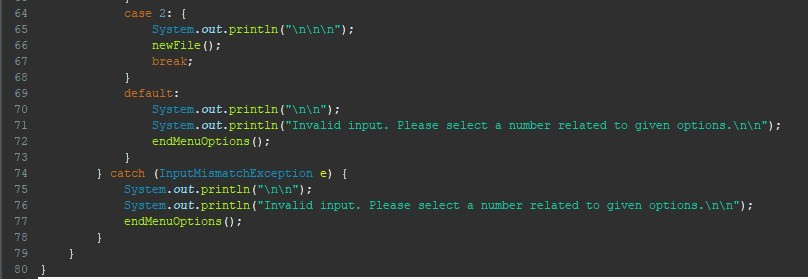 64 case 2: {
65 System.out.println("\n\n\n");
66 newFile();
67 break;
68 }
69 default:
70 System.out.println("\n\n");
71 System.out.println("Invalid input. Please select a number related to given options.\n\n");
72 endMenuOptions();
73 }
74 } catch (InputMismatchException e) {
75 System.out.println("\n\n");
76 System.out.println("Invalid input. Please select a number related to given options.\n\n");
77 endMenuOptions();
78 }
79 }
80 }